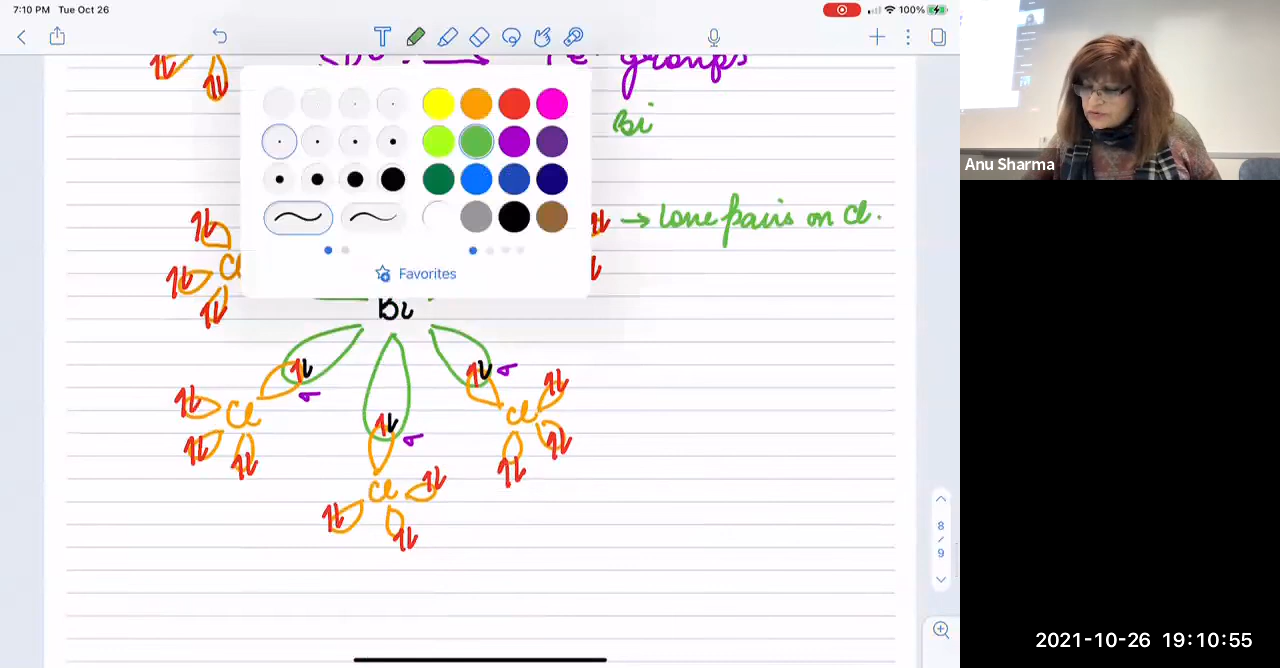 7:10 PM Tue Oct 26
100%
groups
Bi
→ lone pairs on Cl.
Favorites
Cl
Bi
σ
σ
Cl
Cl
σ
Cl
8
/
9
Anu Sharma
2021-10-26 19:10:55